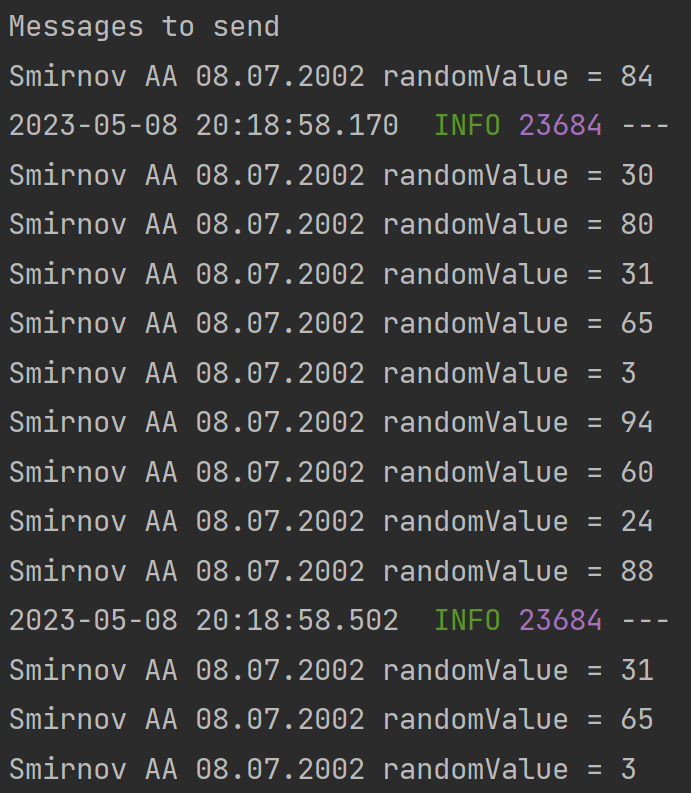 Messages to send
Smirnov AA 08.07.2002 randomValue = 84
2023-05-08 20:18:58.170  INFO 23684 ---
Smirnov AA 08.07.2002 randomValue = 30
Smirnov AA 08.07.2002 randomValue = 80
Smirnov AA 08.07.2002 randomValue = 31
Smirnov AA 08.07.2002 randomValue = 65
Smirnov AA 08.07.2002 randomValue = 3
Smirnov AA 08.07.2002 randomValue = 94
Smirnov AA 08.07.2002 randomValue = 60
Smirnov AA 08.07.2002 randomValue = 24
Smirnov AA 08.07.2002 randomValue = 88
2023-05-08 20:18:58.502  INFO 23684 ---
Smirnov AA 08.07.2002 randomValue = 31
Smirnov AA 08.07.2002 randomValue = 65
Smirnov AA 08.07.2002 randomValue = 3